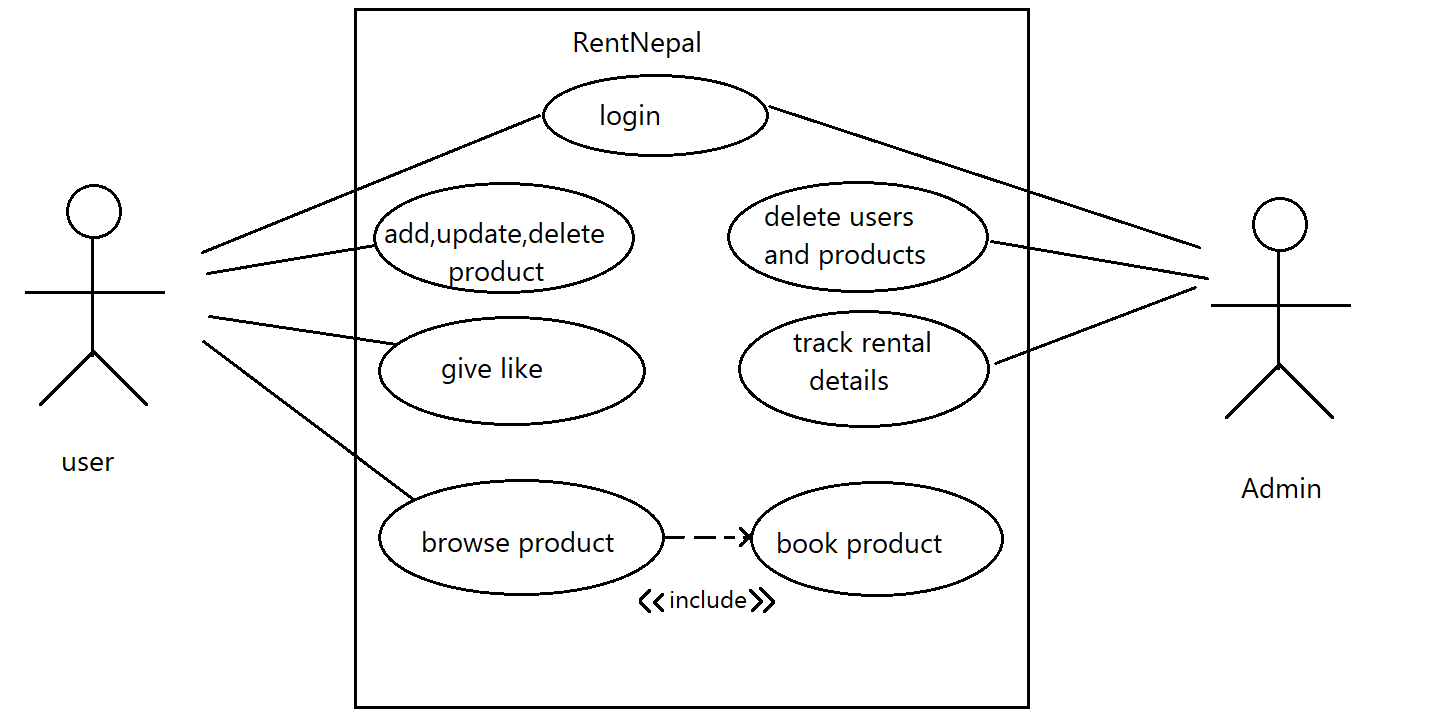 RentNepal
login
add,update,delete
product
delete users
and products
give like
track rental
details
user
Admin
browse product
book product
<<include>>